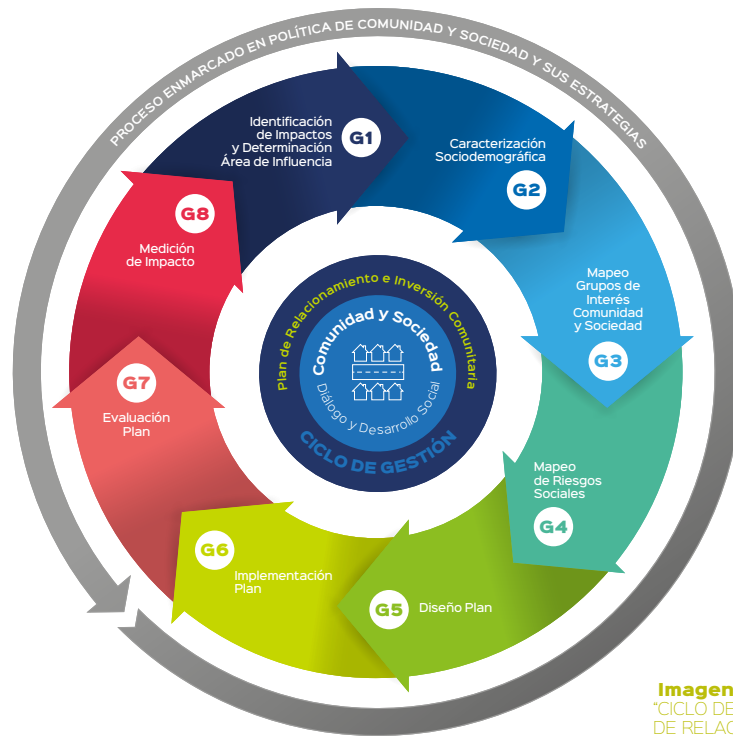 PROCESO ENMARCADO EN POLÍTICA DE COMUNIDAD Y SOCIEDAD Y SUS ESTRATEGIAS
Identificación
de Impactos
y Determinación
Área de Influencia
G1
Caracterización
Sociodemográfica
G2
Mapeo
Grupos de
Interés
Comunidad
y Sociedad
G3
Mapeo
de Riesgos
Sociales
G4
G5
Diseño Plan
G6
Implementación
Plan
G7
Evaluación
Plan
G8
Medición
de Impacto
Plan de Relacionamiento e Inversión Comunitaria
Comunidad y Sociedad
Diálogo y Desarrollo Social
CICLO DE GESTIÓN
Imagen
"CICLO DE
DE RELAC